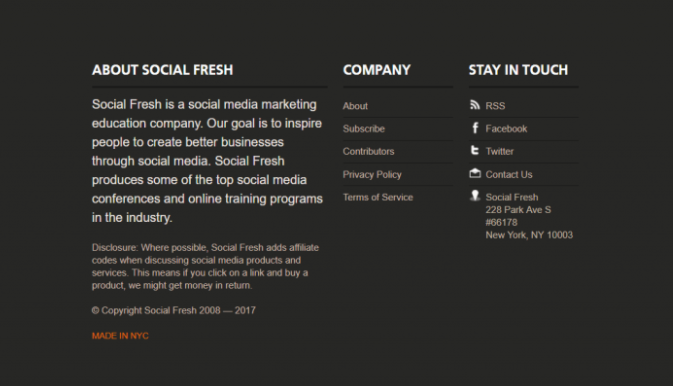 ABOUT SOCIAL FRESH
Social Fresh is a social media marketing
education company. Our goal is to inspire
people to create better businesses
through social media. Social Fresh
produces some of the top social media
conferences and online training programs
in the industry.
Disclosure: Where possible, Social Fresh adds affiliate
codes when discussing social media products and
services. This means if you click on a link and buy a
product, we might get money in return.
© Copyright Social Fresh 2008 — 2017
MADE IN NYC
COMPANY
About
Subscribe
Contributors
Privacy Policy
Terms of Service
STAY IN TOUCH
RSS
Facebook
Twitter
Contact Us
Social Fresh
228 Park Ave S
#66178
New York, NY 10003